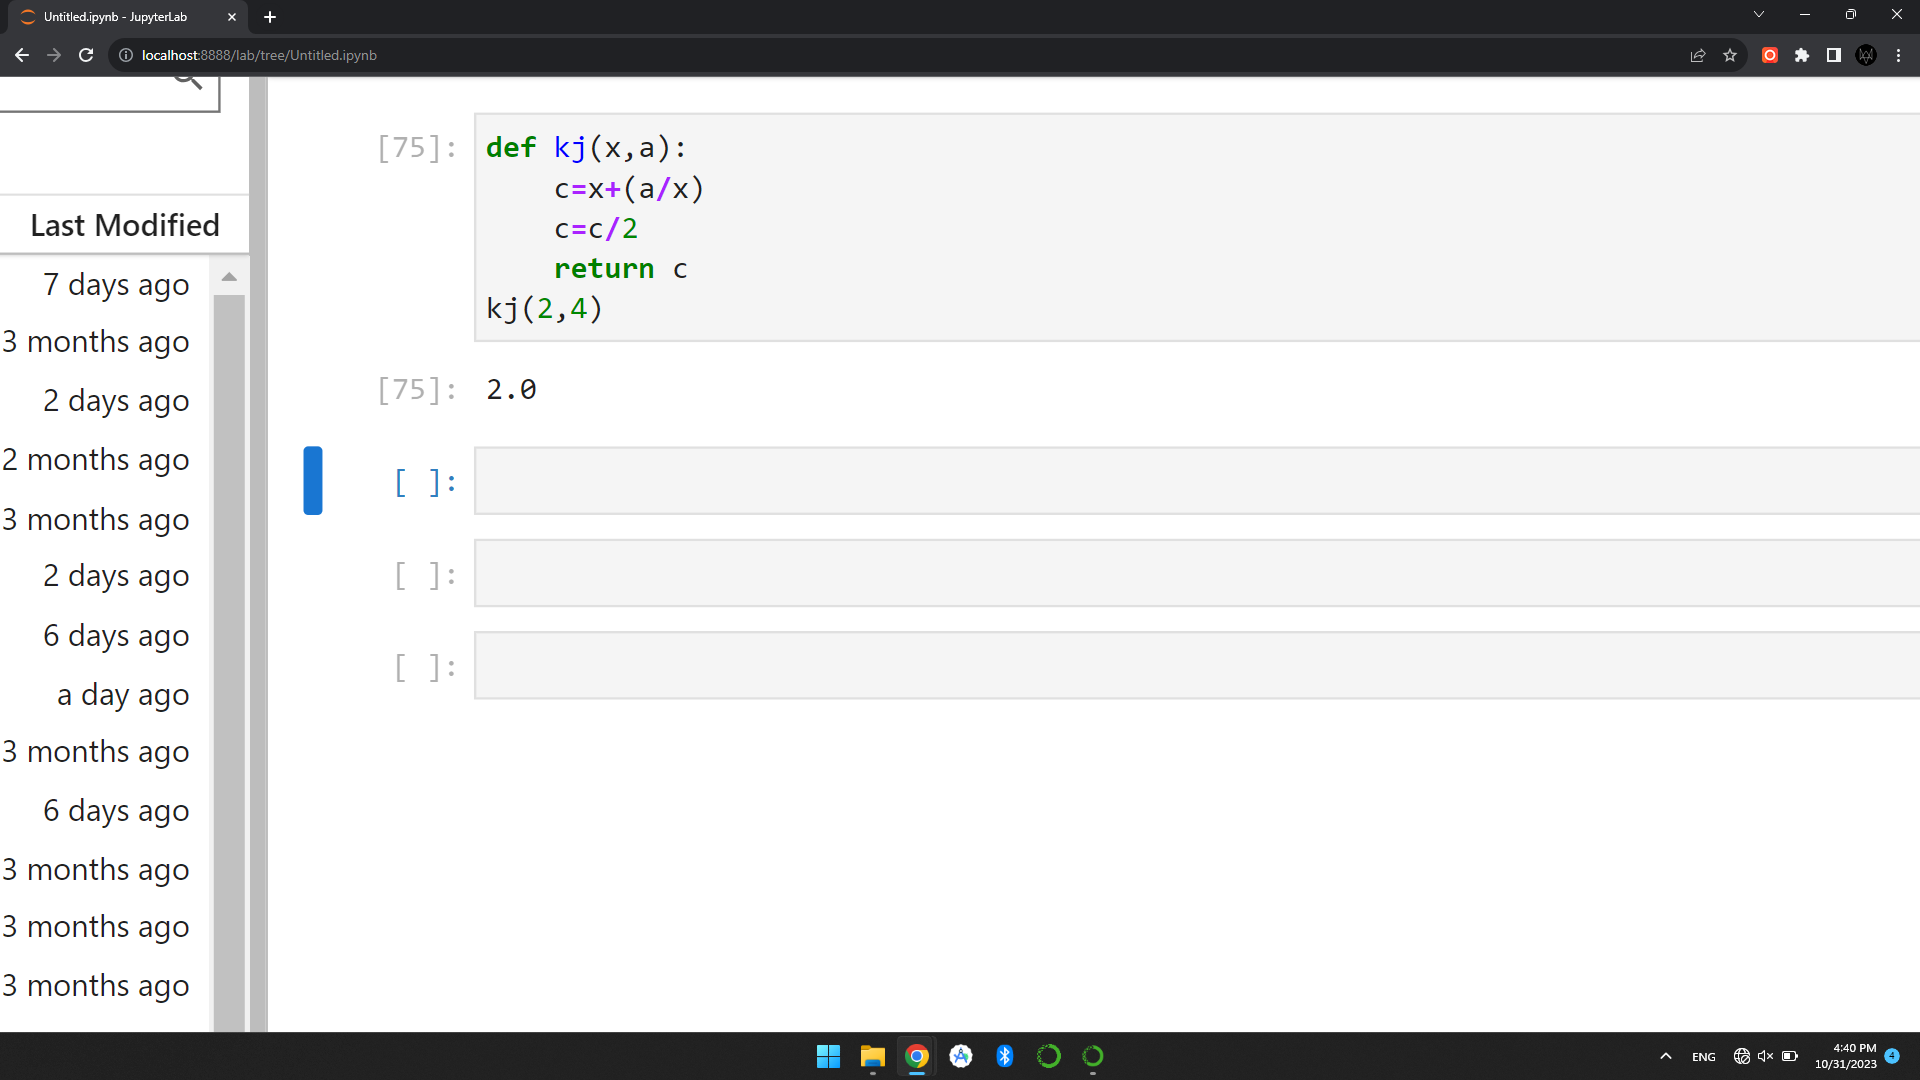 Untitled.ipynb - JupyterLab
localhost:8888/lab/tree/Untitled.ipynb
Last Modified
7 days ago
3 months ago
2 days ago
2 months ago
3 months ago
2 days ago
6 days ago
a day ago
3 months ago
6 days ago
3 months ago
3 months ago
3 months ago
[75]:
def kj(x,a):
    c=x+(a/x)
    c=c/2
    return c
kj(2,4)
[75]: 2.0
[ ]:
[ ]:
[ ]:
ENG
4:40 PM
10/31/2023
4